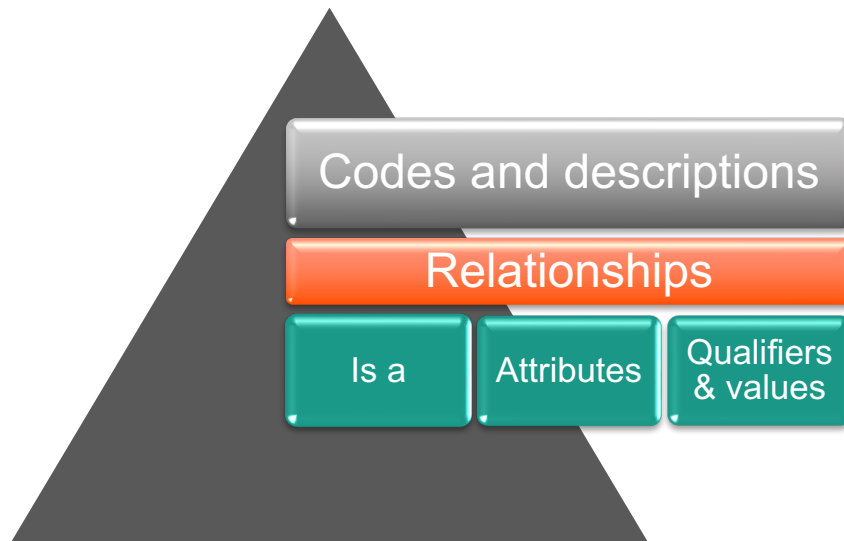 Codes and descriptions
Relationships
Is a
Attributes
Qualifiers
& values